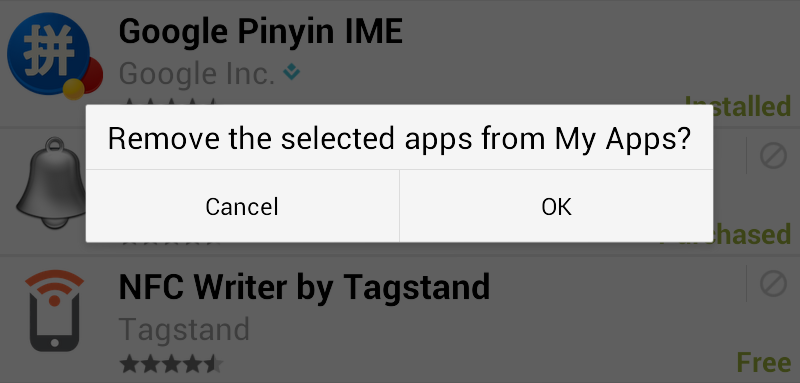 拼
Google Pinyin IME
Google Inc.
Installed
Remove the selected apps from My Apps?
Cancel
OK
Purchased
NFC Writer by Tagstand
Tagstand
Free